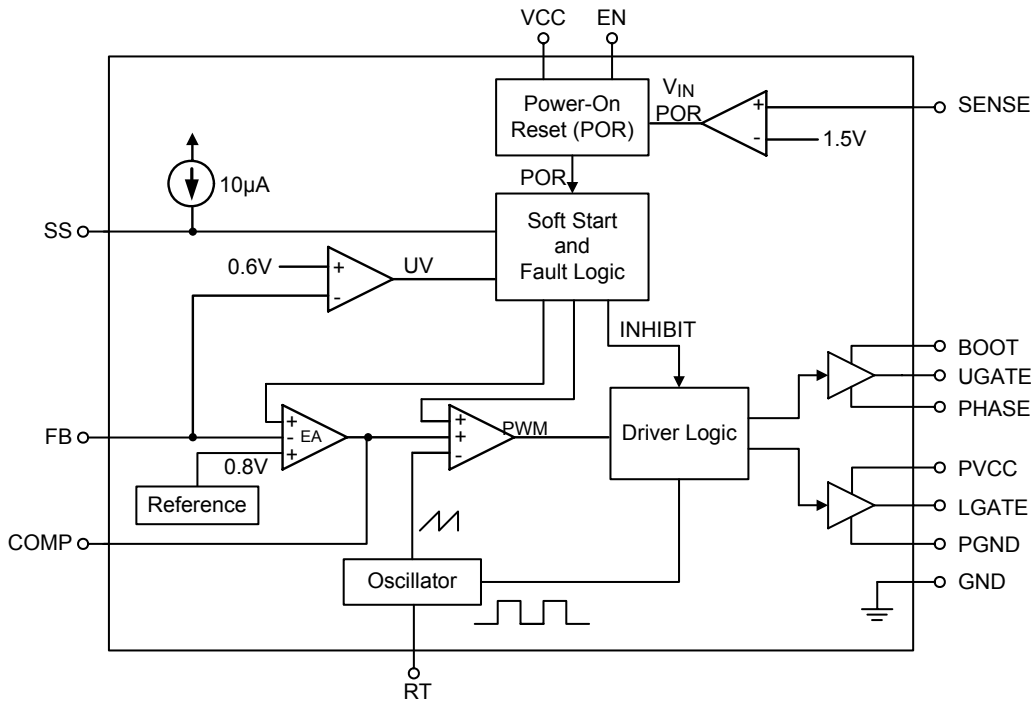 VCC
EN
Power-On
Reset (POR)
VIN
POR
+
-
1.5V
SENSE
POR
10µA
SS
Soft Start
and
Fault Logic
0.6V
+
-
UV
INHIBIT
BOOT
UGATE
PHASE
FB
+
-
+
EA
0.8V
Reference
+
+
-
PWM
Driver Logic
PVCC
LGATE
PGND
COMP
Oscillator
GND
RT